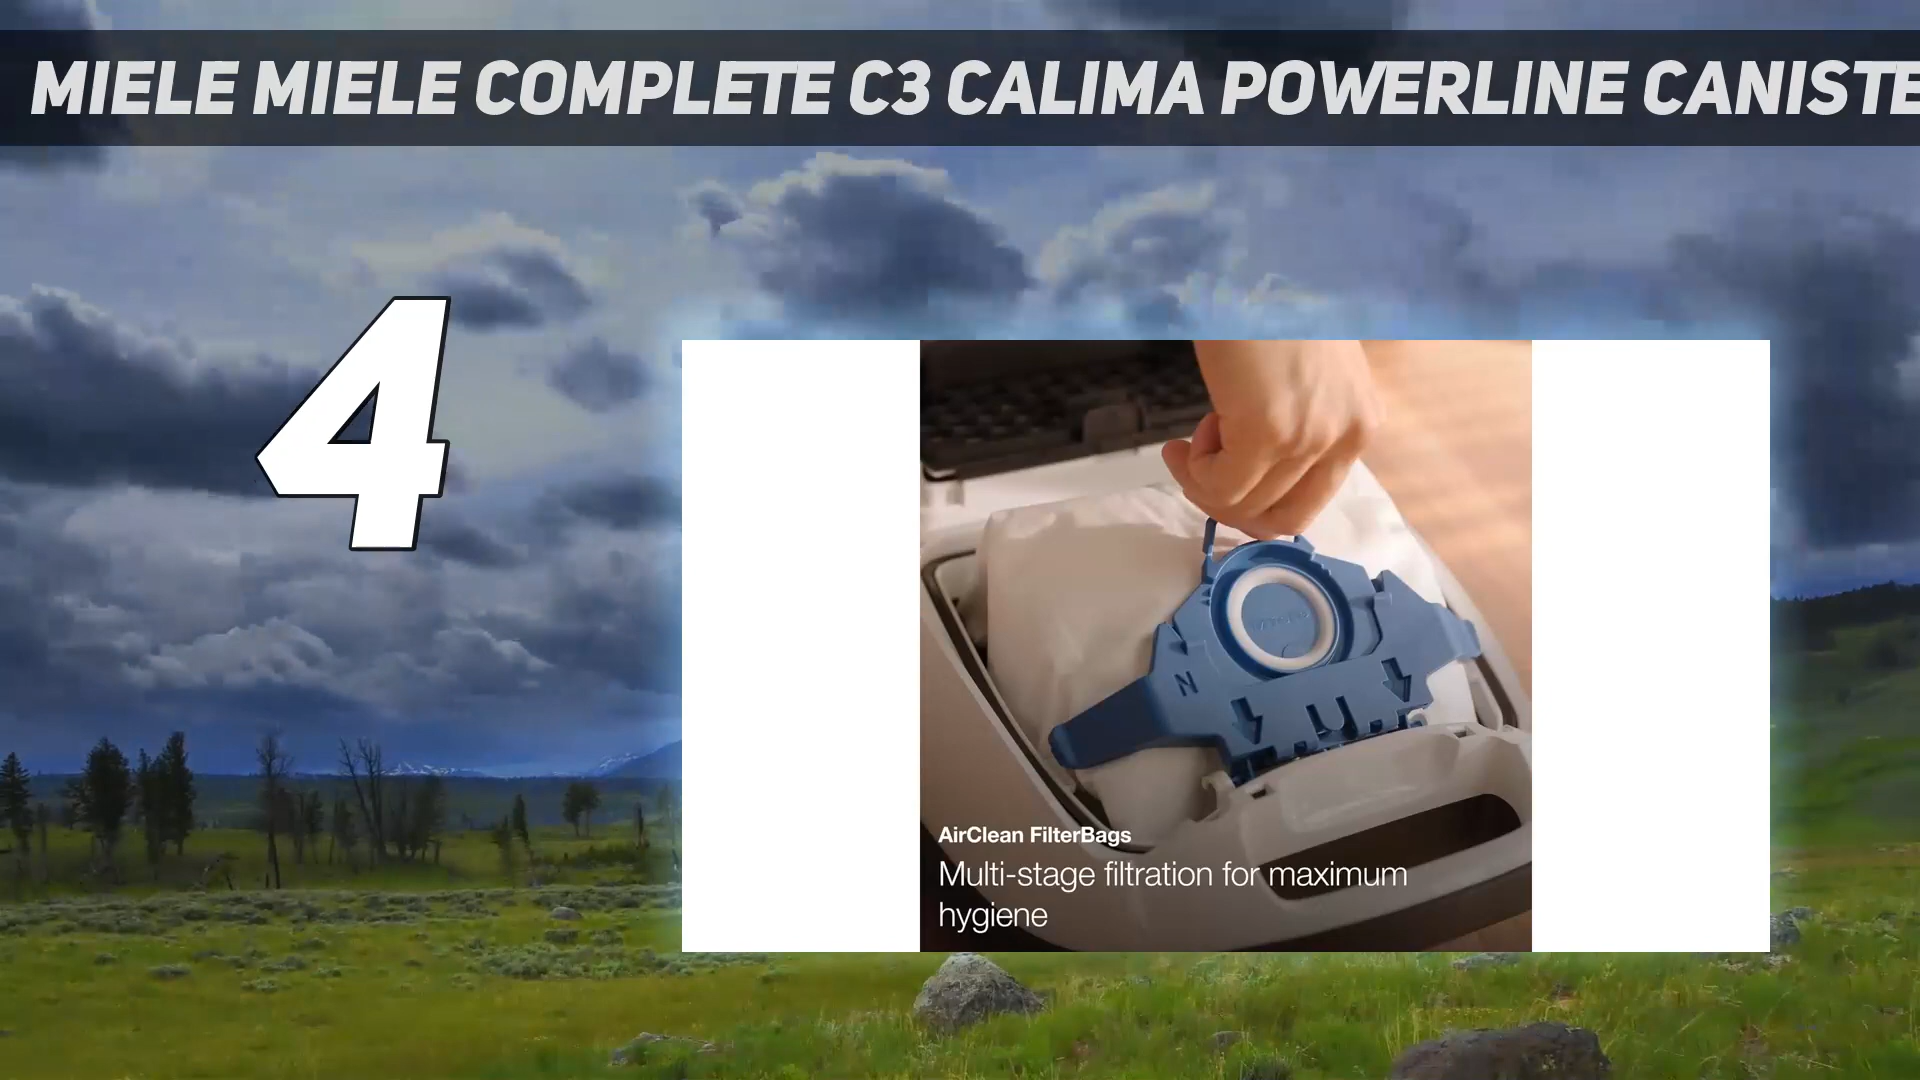 MIELE MIELE COMPLETE C3 CALIMA POWERLINE CANISTE
4
N
AirClean FilterBags
Multi-stage filtration for maximum
hygiene